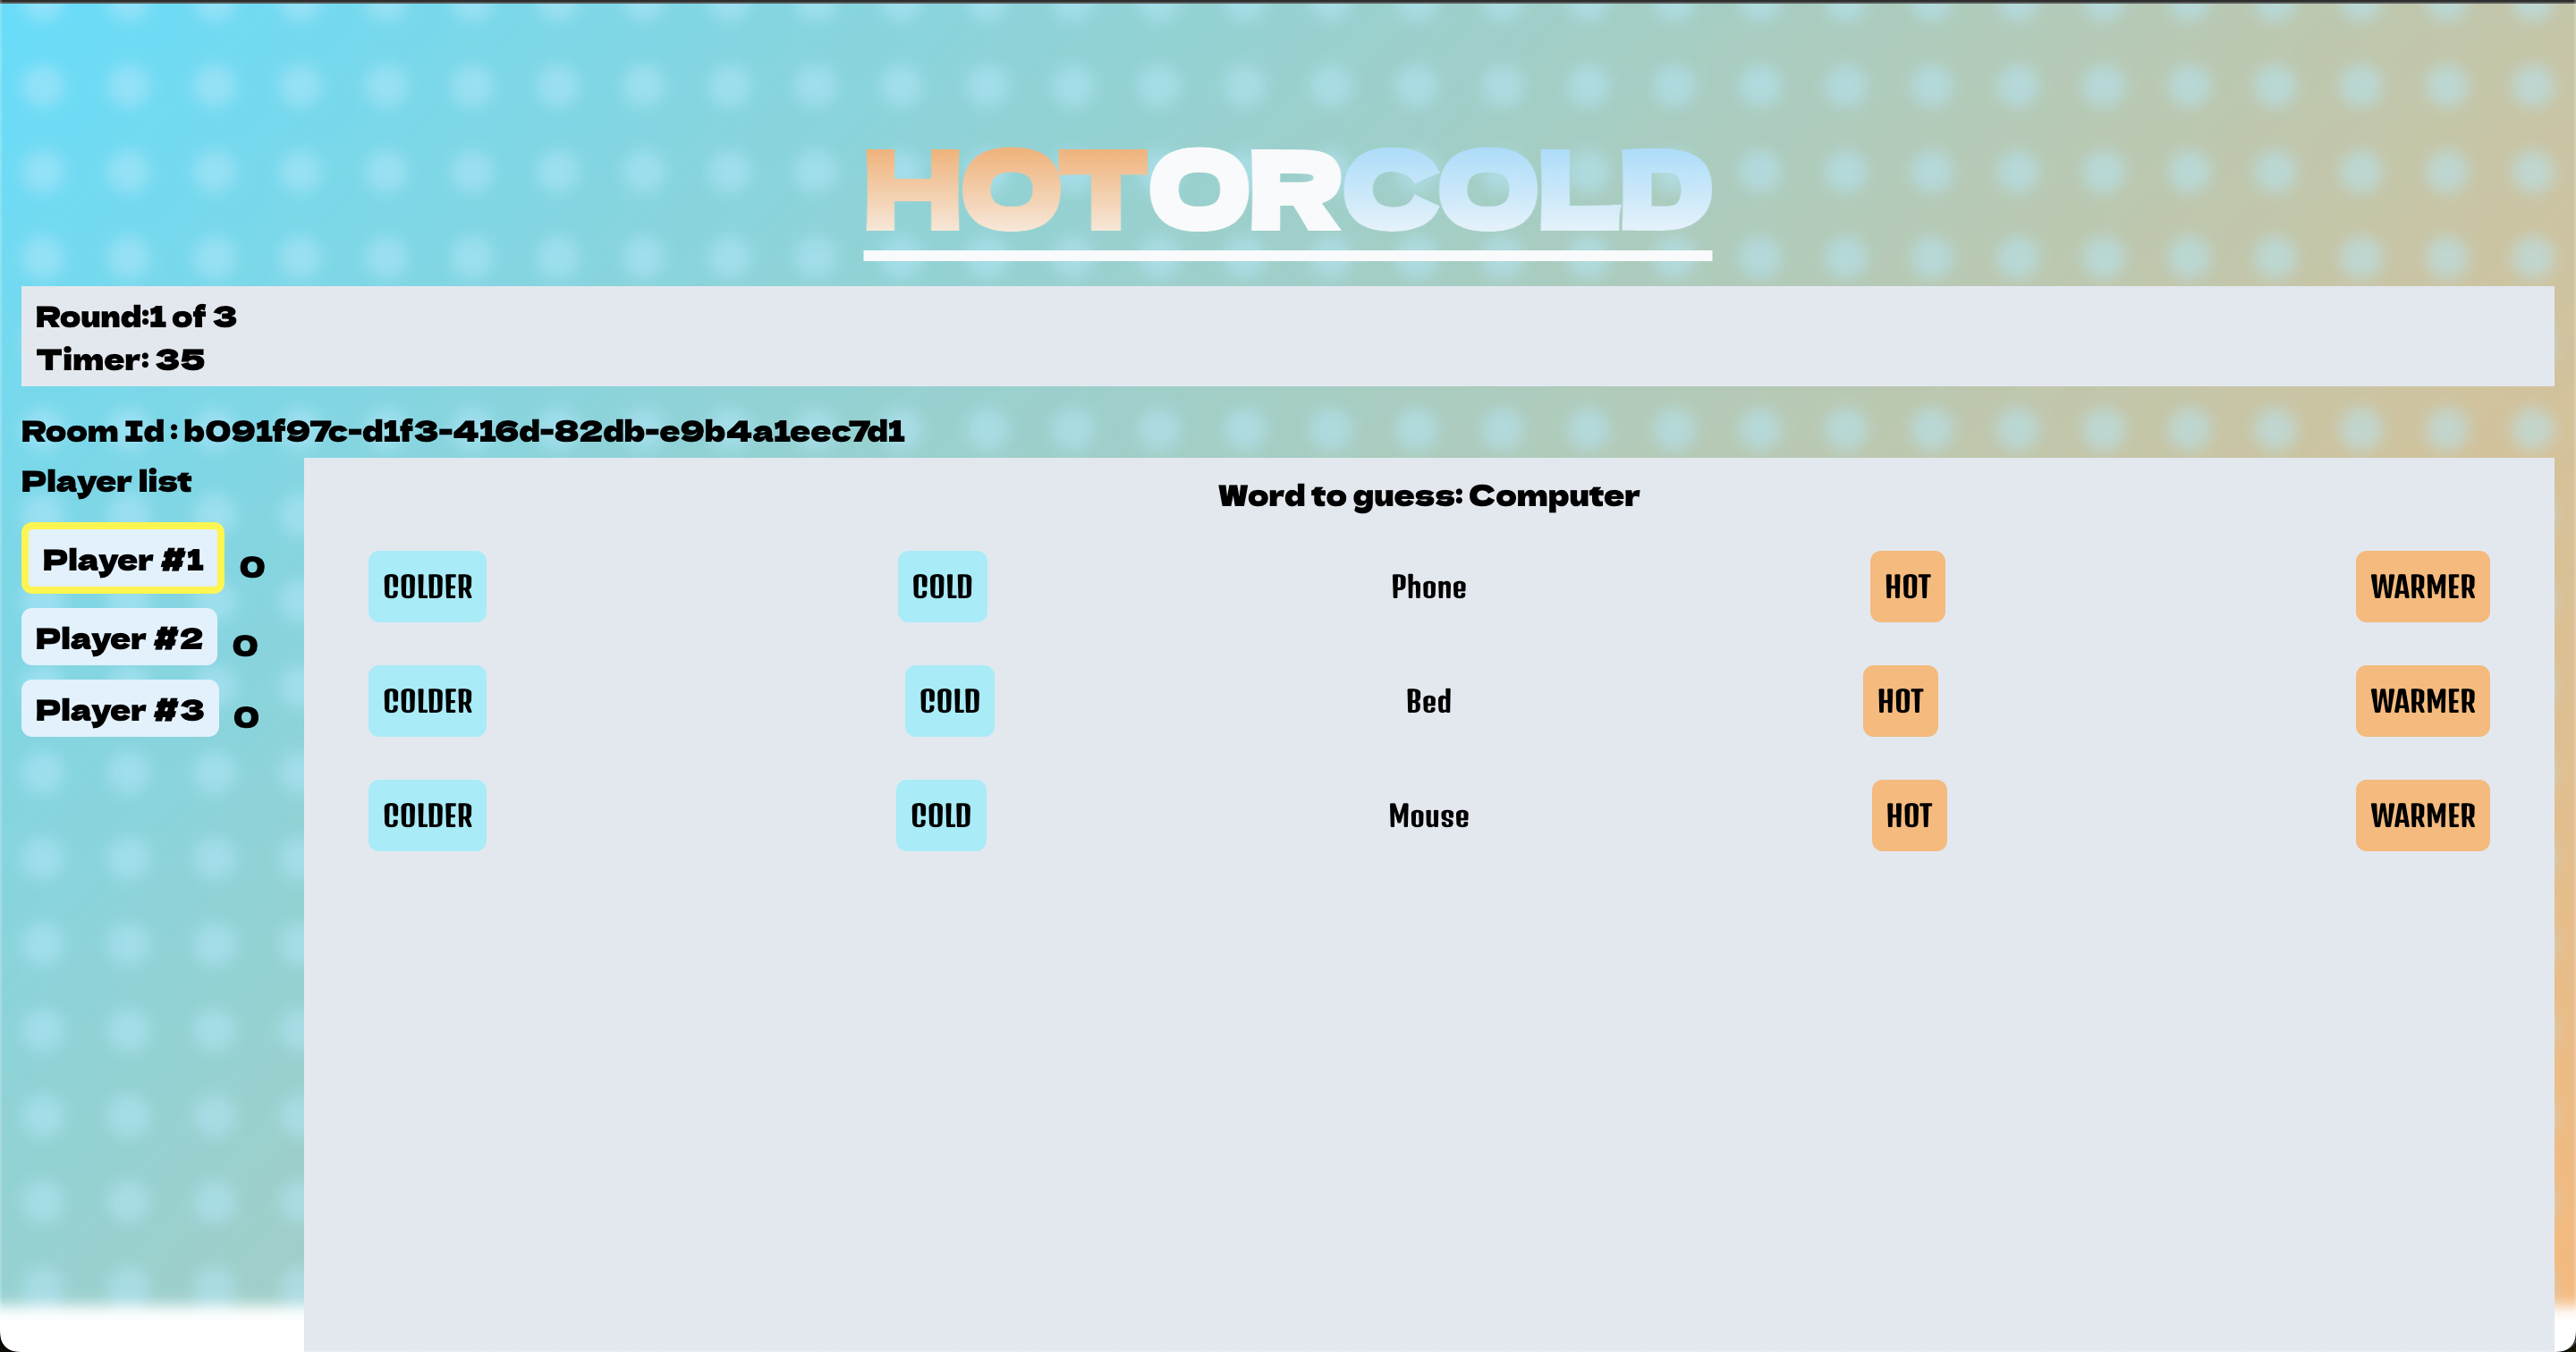 HOTORCOLD
Round:1 of 3
Timer: 35
Room Id : b091f97c-d1f3-416d-82db-e9b4a1eec7d1
Player list
Player #1 0
Player #2 0
Player #3 0
Word to guess: Computer
COLDER COLD Phone HOT WARMER
COLDER COLD Bed HOT WARMER
COLDER COLD Mouse HOT WARMER